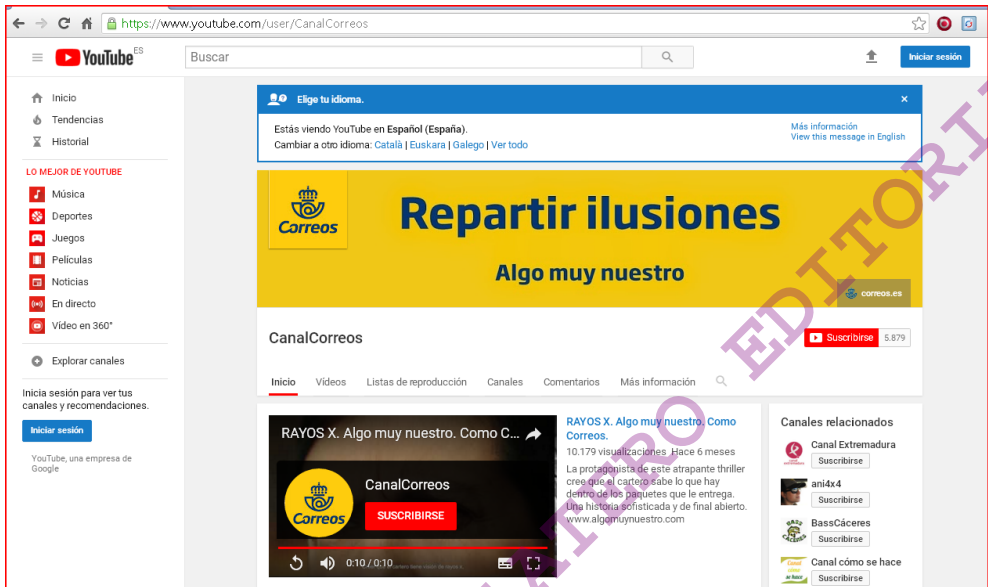 https://www.youtube.com/user/CanalCorreos
YouTube ES
Buscar
Iniciar sesión
Inicio
Tendencias
Historial
LO MEJOR DE YOUTUBE
Música
Deportes
Juegos
Películas
Noticias
En directo
Vídeo en 360°
Explorar canales
Inicia sesión para ver tus
canales y recomendaciones.
Iniciar sesión
YouTube, una empresa de
Google
Elige tu idioma.
Estás viendo YouTube en Español (España).
Cambiar a otro idioma: Català | Euskara | Galego | Ver todo
Más información
View this message in English
Correos
Repartir ilusiones
Algo muy nuestro
correos.es
CanalCorreos
Suscribirse 5.879
Inicio Vídeos Listas de reproducción Canales Comentarios Más información
RAYOS X. Algo muy nuestro. Como C...
CanalCorreos
Correos
SUSCRIBIRSE
0:10 / 0:10
RAYOS X. Algo muy nuestro. Como
Correos.
10.179 visualizaciones Hace 6 meses
La protagonista de este atrapante thriller
cree que el cartero sabe lo que hay
dentro de los paquetes que le entrega.
Una historia sofisticada y de final abierto.
www.algomuynuestro.com
Canales relacionados
Canal Extremadura
Suscribirse
ani4x4
Suscribirse
BassCáceres
Suscribirse
Canal cómo se hace
Suscribirse
ATERO EDITORI